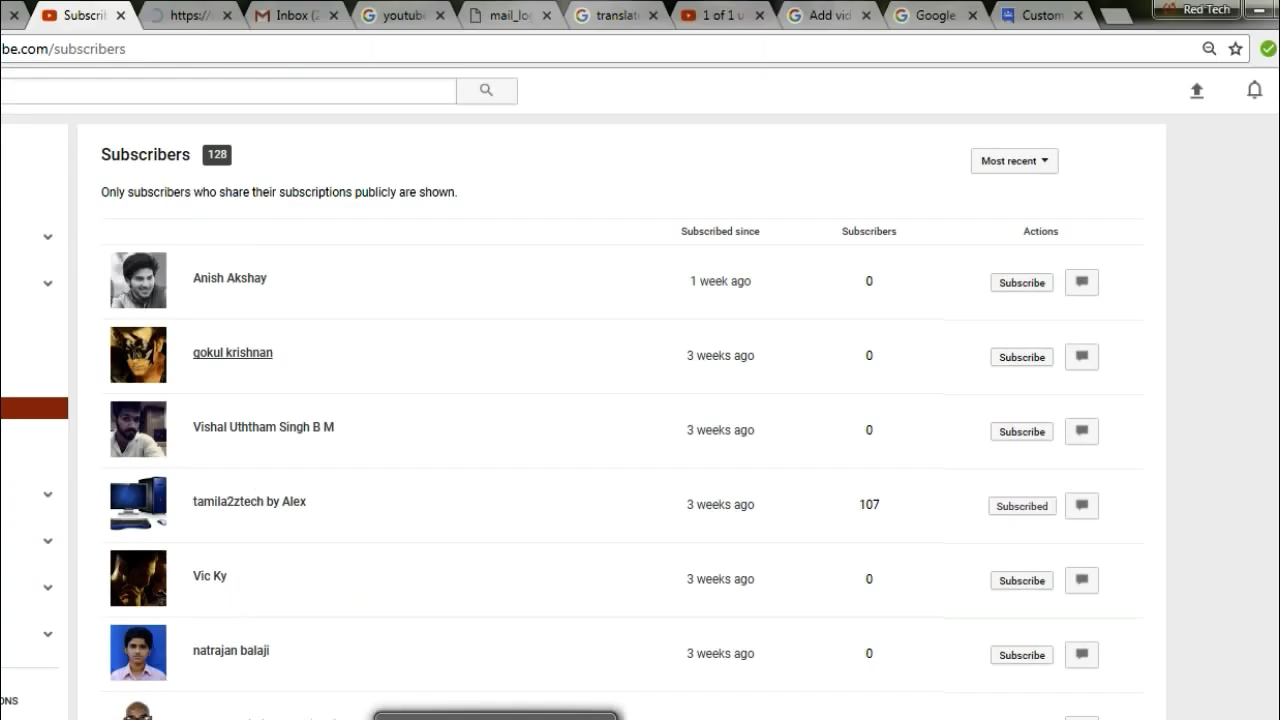 Subscrib
https://
Inbox (2
youtube
mail_log
translat
1 of 1 u
Add vid
Google
Custom
Red Tech
be.com/subscribers
Subscribers 128
Most recent
Only subscribers who share their subscriptions publicly are shown.
Subscribed since Subscribers Actions
Anish Akshay 1 week ago 0 Subscribe
gokul krishnan 3 weeks ago 0 Subscribe
Vishal Uththam Singh B M 3 weeks ago 0 Subscribe
tamila2ztech by Alex 3 weeks ago 107 Subscribed
Vic Ky 3 weeks ago 0 Subscribe
natrajan balaji 3 weeks ago 0 Subscribe
ONS